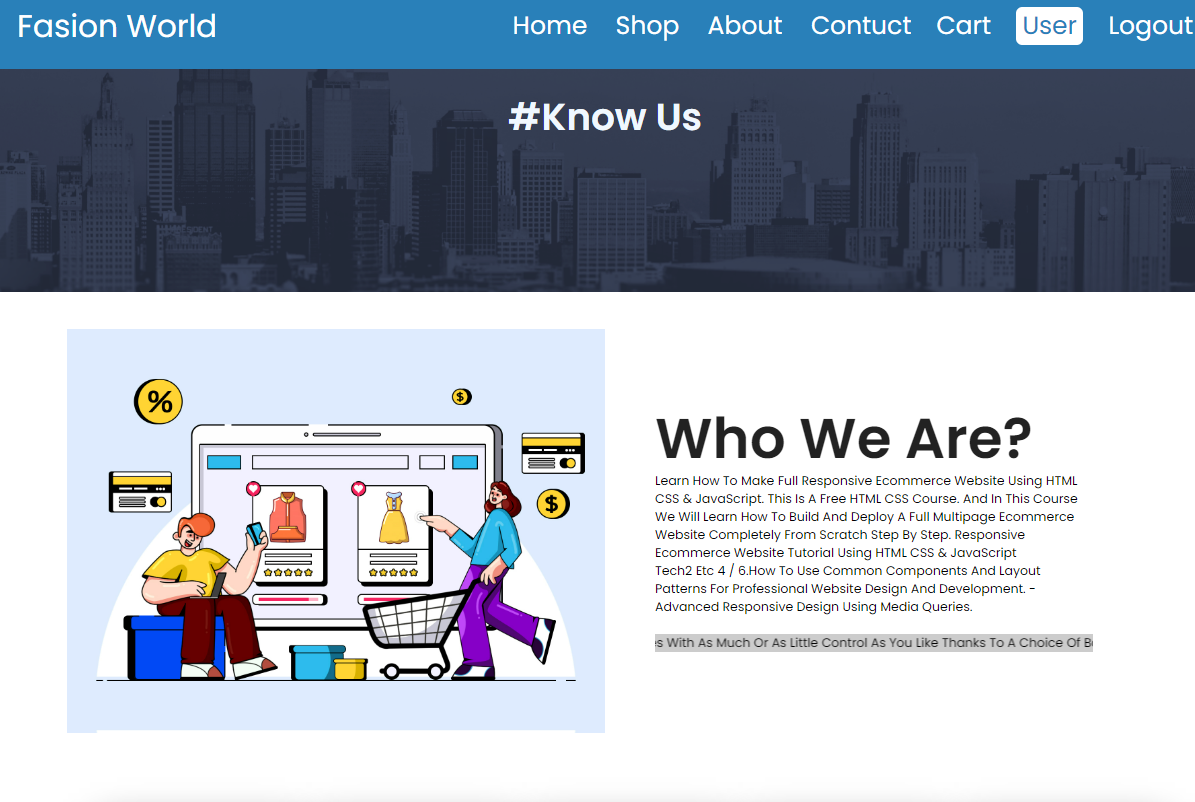 Fasion World
Home Shop About Contuct Cart User Logout
#Know Us
%
$
$
Who We Are?
Learn How To Make Full Responsive Ecommerce Website Using HTML
CSS & JavaScript. This Is A Free HTML CSS Course. And In This Course
We Will Learn How To Build And Deploy A Full Multipage Ecommerce
Website Completely From Scratch Step By Step. Responsive
Ecommerce Website Tutorial Using HTML CSS & JavaScript
Tech2 Etc 4 / 6.How To Use Common Components And Layout
Patterns For Professional Website Design And Development. -
Advanced Responsive Design Using Media Queries.
s With As Much Or As Little Control As You Like Thanks To A Choice Of